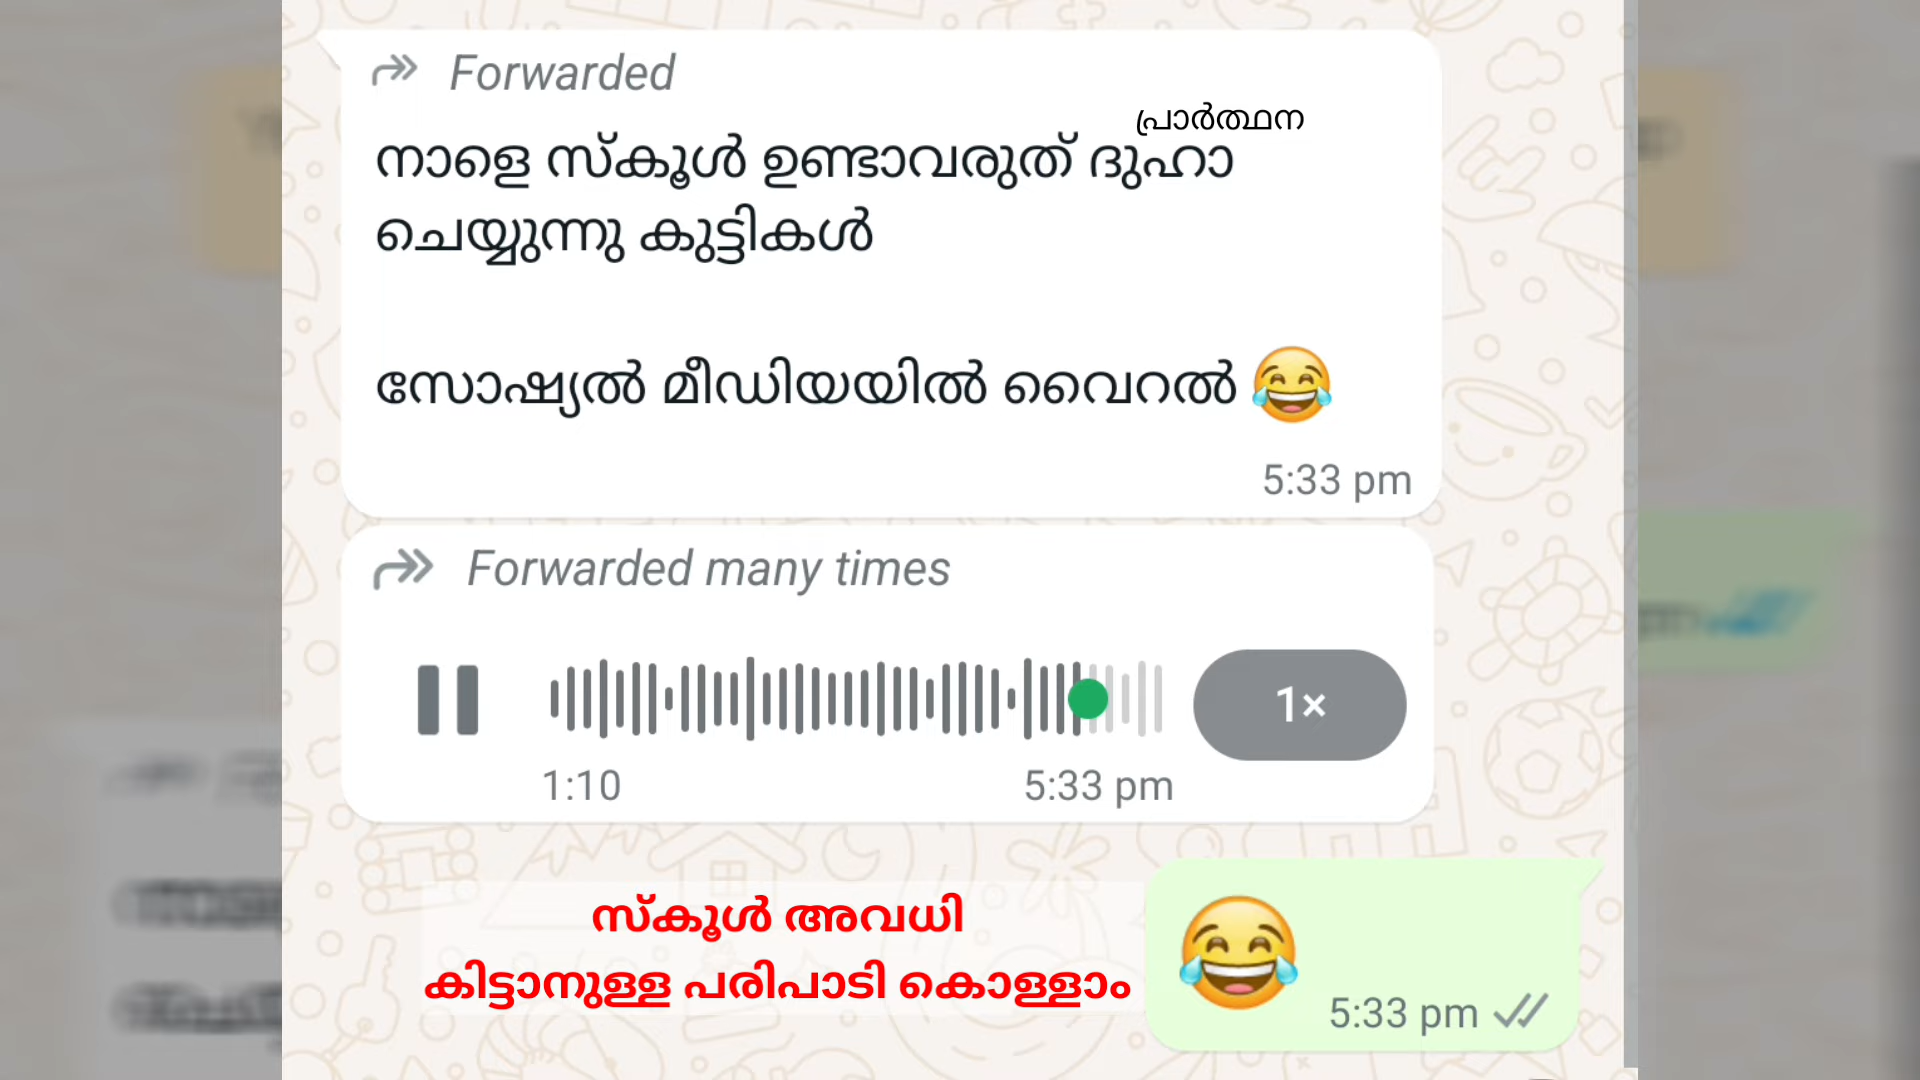 Forwarded
പ്രാർത്ഥന
നാളെ സ്കൂൾ ഉണ്ടാവരുത് ദുഹാ
ചെയ്യുന്നു കുട്ടികൾ
സോഷ്യൽ മീഡിയയിൽ വൈറൽ 😂
5:33 pm
Forwarded many times
1×
1:10 5:33 pm
സ്കൂൾ അവധി
കിട്ടാനുള്ള പരിപാടി കൊള്ളാം
😂 5:33 pm